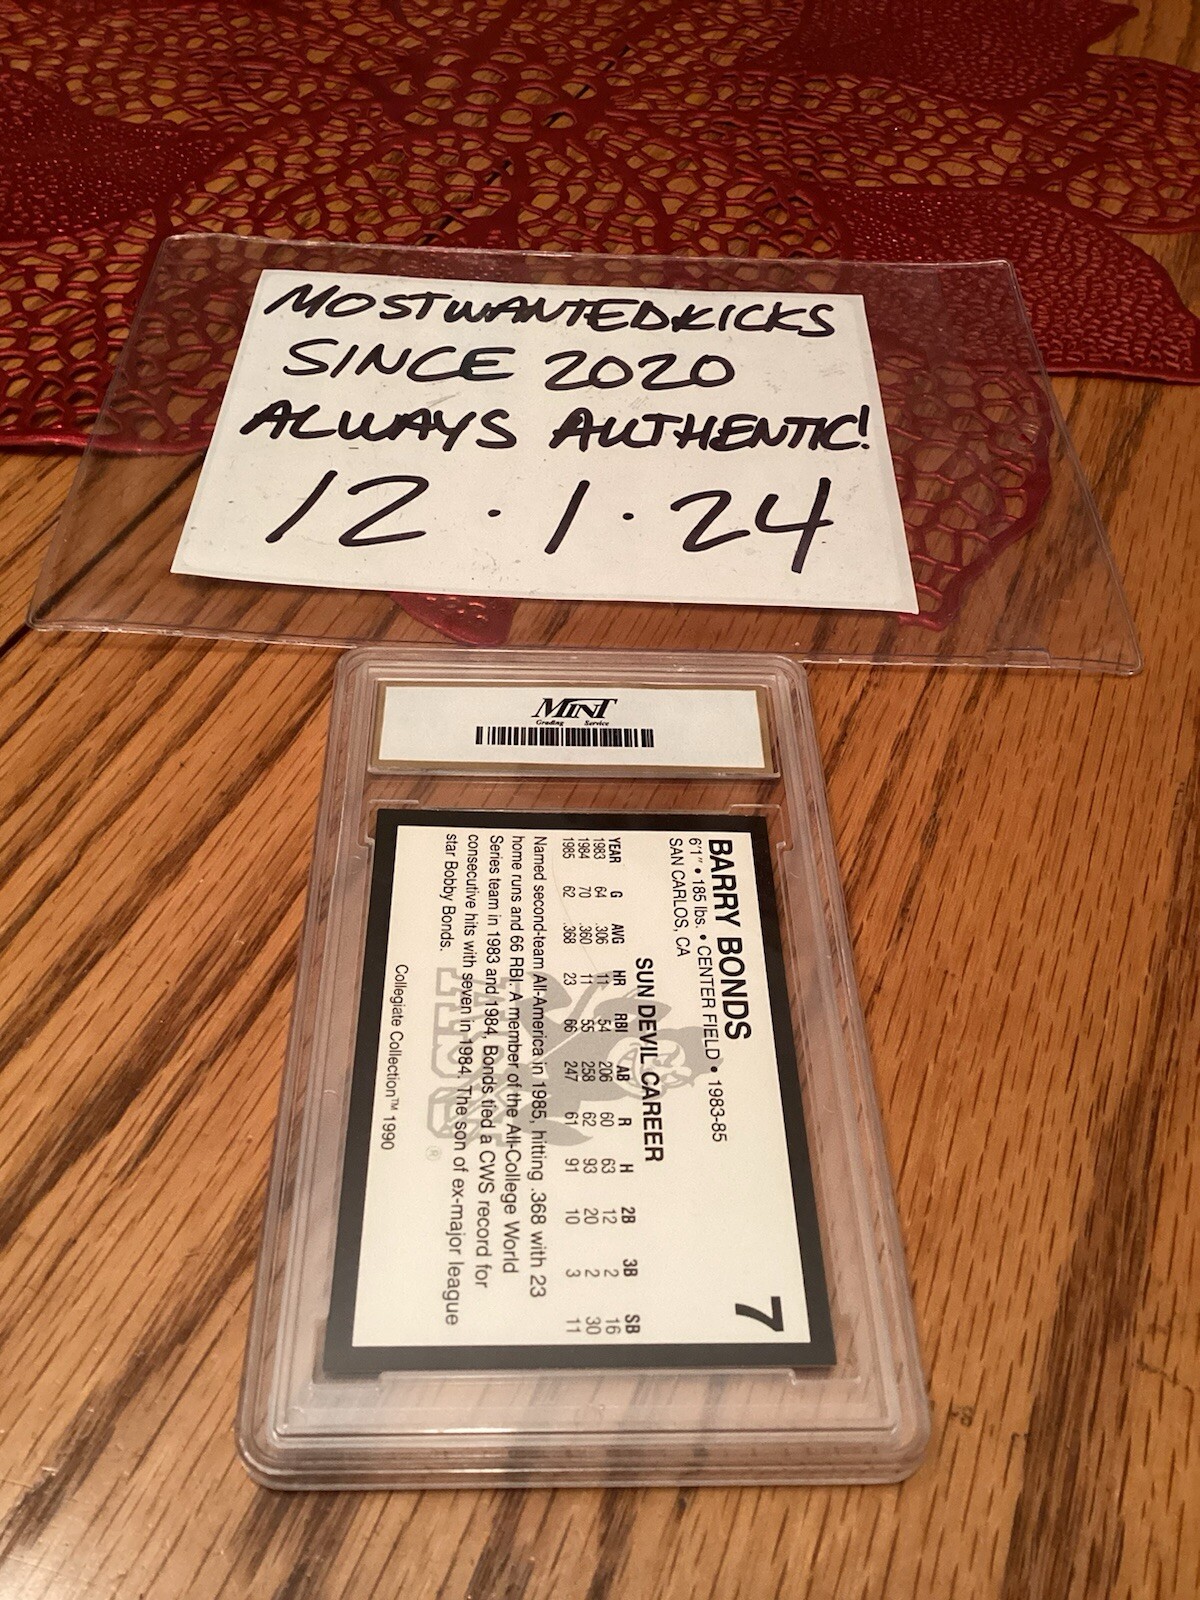 MOSTWANTEDKICKS
SINCE 2020
ALWAYS AUTHENTIC!
12 · 1 · 24
MINT
Grading Service
7
BARRY BONDS
6'1" • 185 lbs. • CENTER FIELD • 1983-85
SAN CARLOS, CA
SUN DEVIL CAREER
YEAR G AVG HR RBI AB R H 2B 3B SB
1983 64 .306 11 54 206 60 63 12 2 16
1984 70 .360 11 55 258 62 93 20 2 30
1985 62 .368 23 66 247 61 91 10 3 11
Named second-team All-America in 1985, hitting .368 with 23
home runs and 66 RBI. A member of the All-College World
Series team in 1983 and 1984, Bonds tied a CWS record for
consecutive hits with seven in 1984. The son of ex-major league
star Bobby Bonds.
Collegiate Collection™ 1990
®